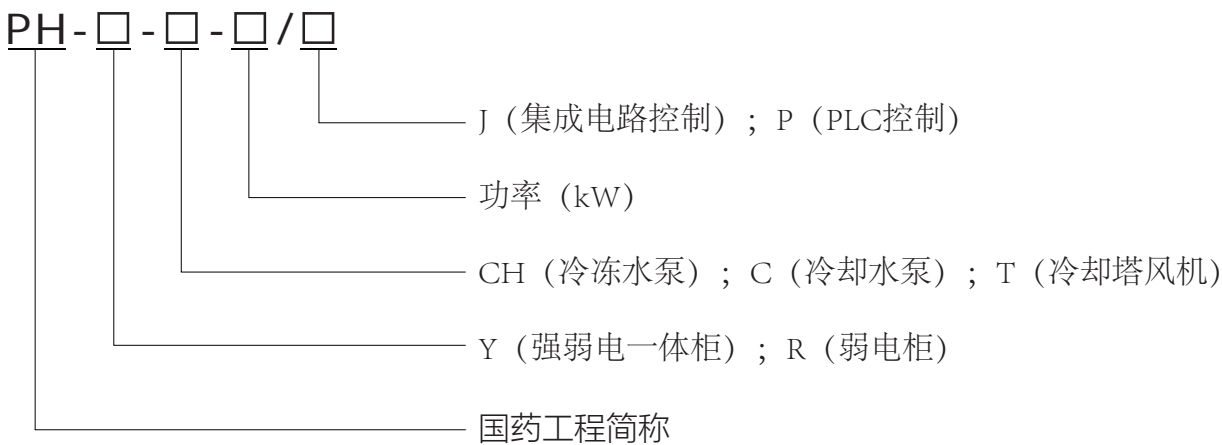 PH-□-□-□/□
J（集成电路控制）；P（PLC控制）
功率（kW）
CH（冷冻水泵）；C（冷却水泵）；T（冷却塔风机）
Y（强弱电一体柜）；R（弱电柜）
国药工程简称